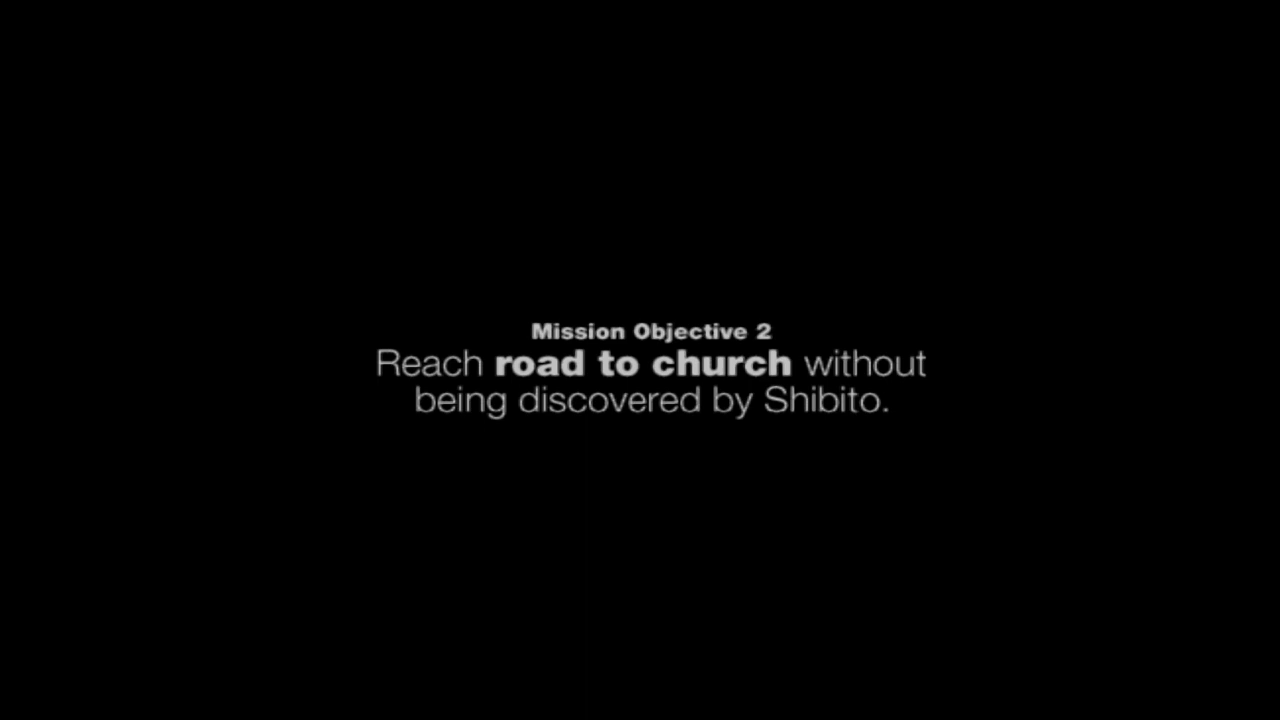 Mission Objective 2
Reach road to church without
being discovered by Shibito.